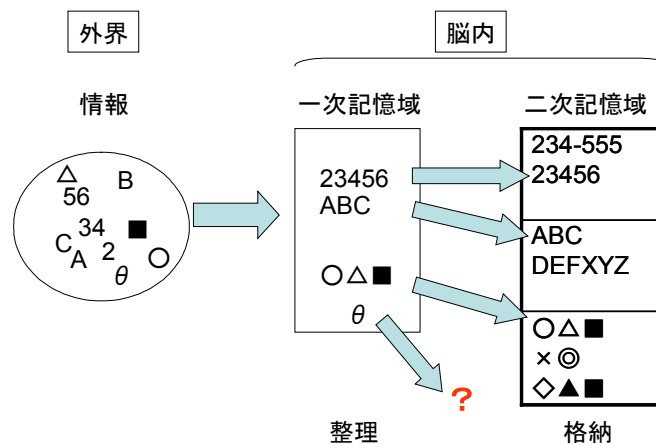 外界
脳内
情報
一次記憶域
二次記憶域
△
56
B
34
■
C
2
A
θ
○
23456
ABC
○△■
θ
234-555
23456
ABC
DEFXYZ
○△■
×◎
◇▲■
?
整理
格納